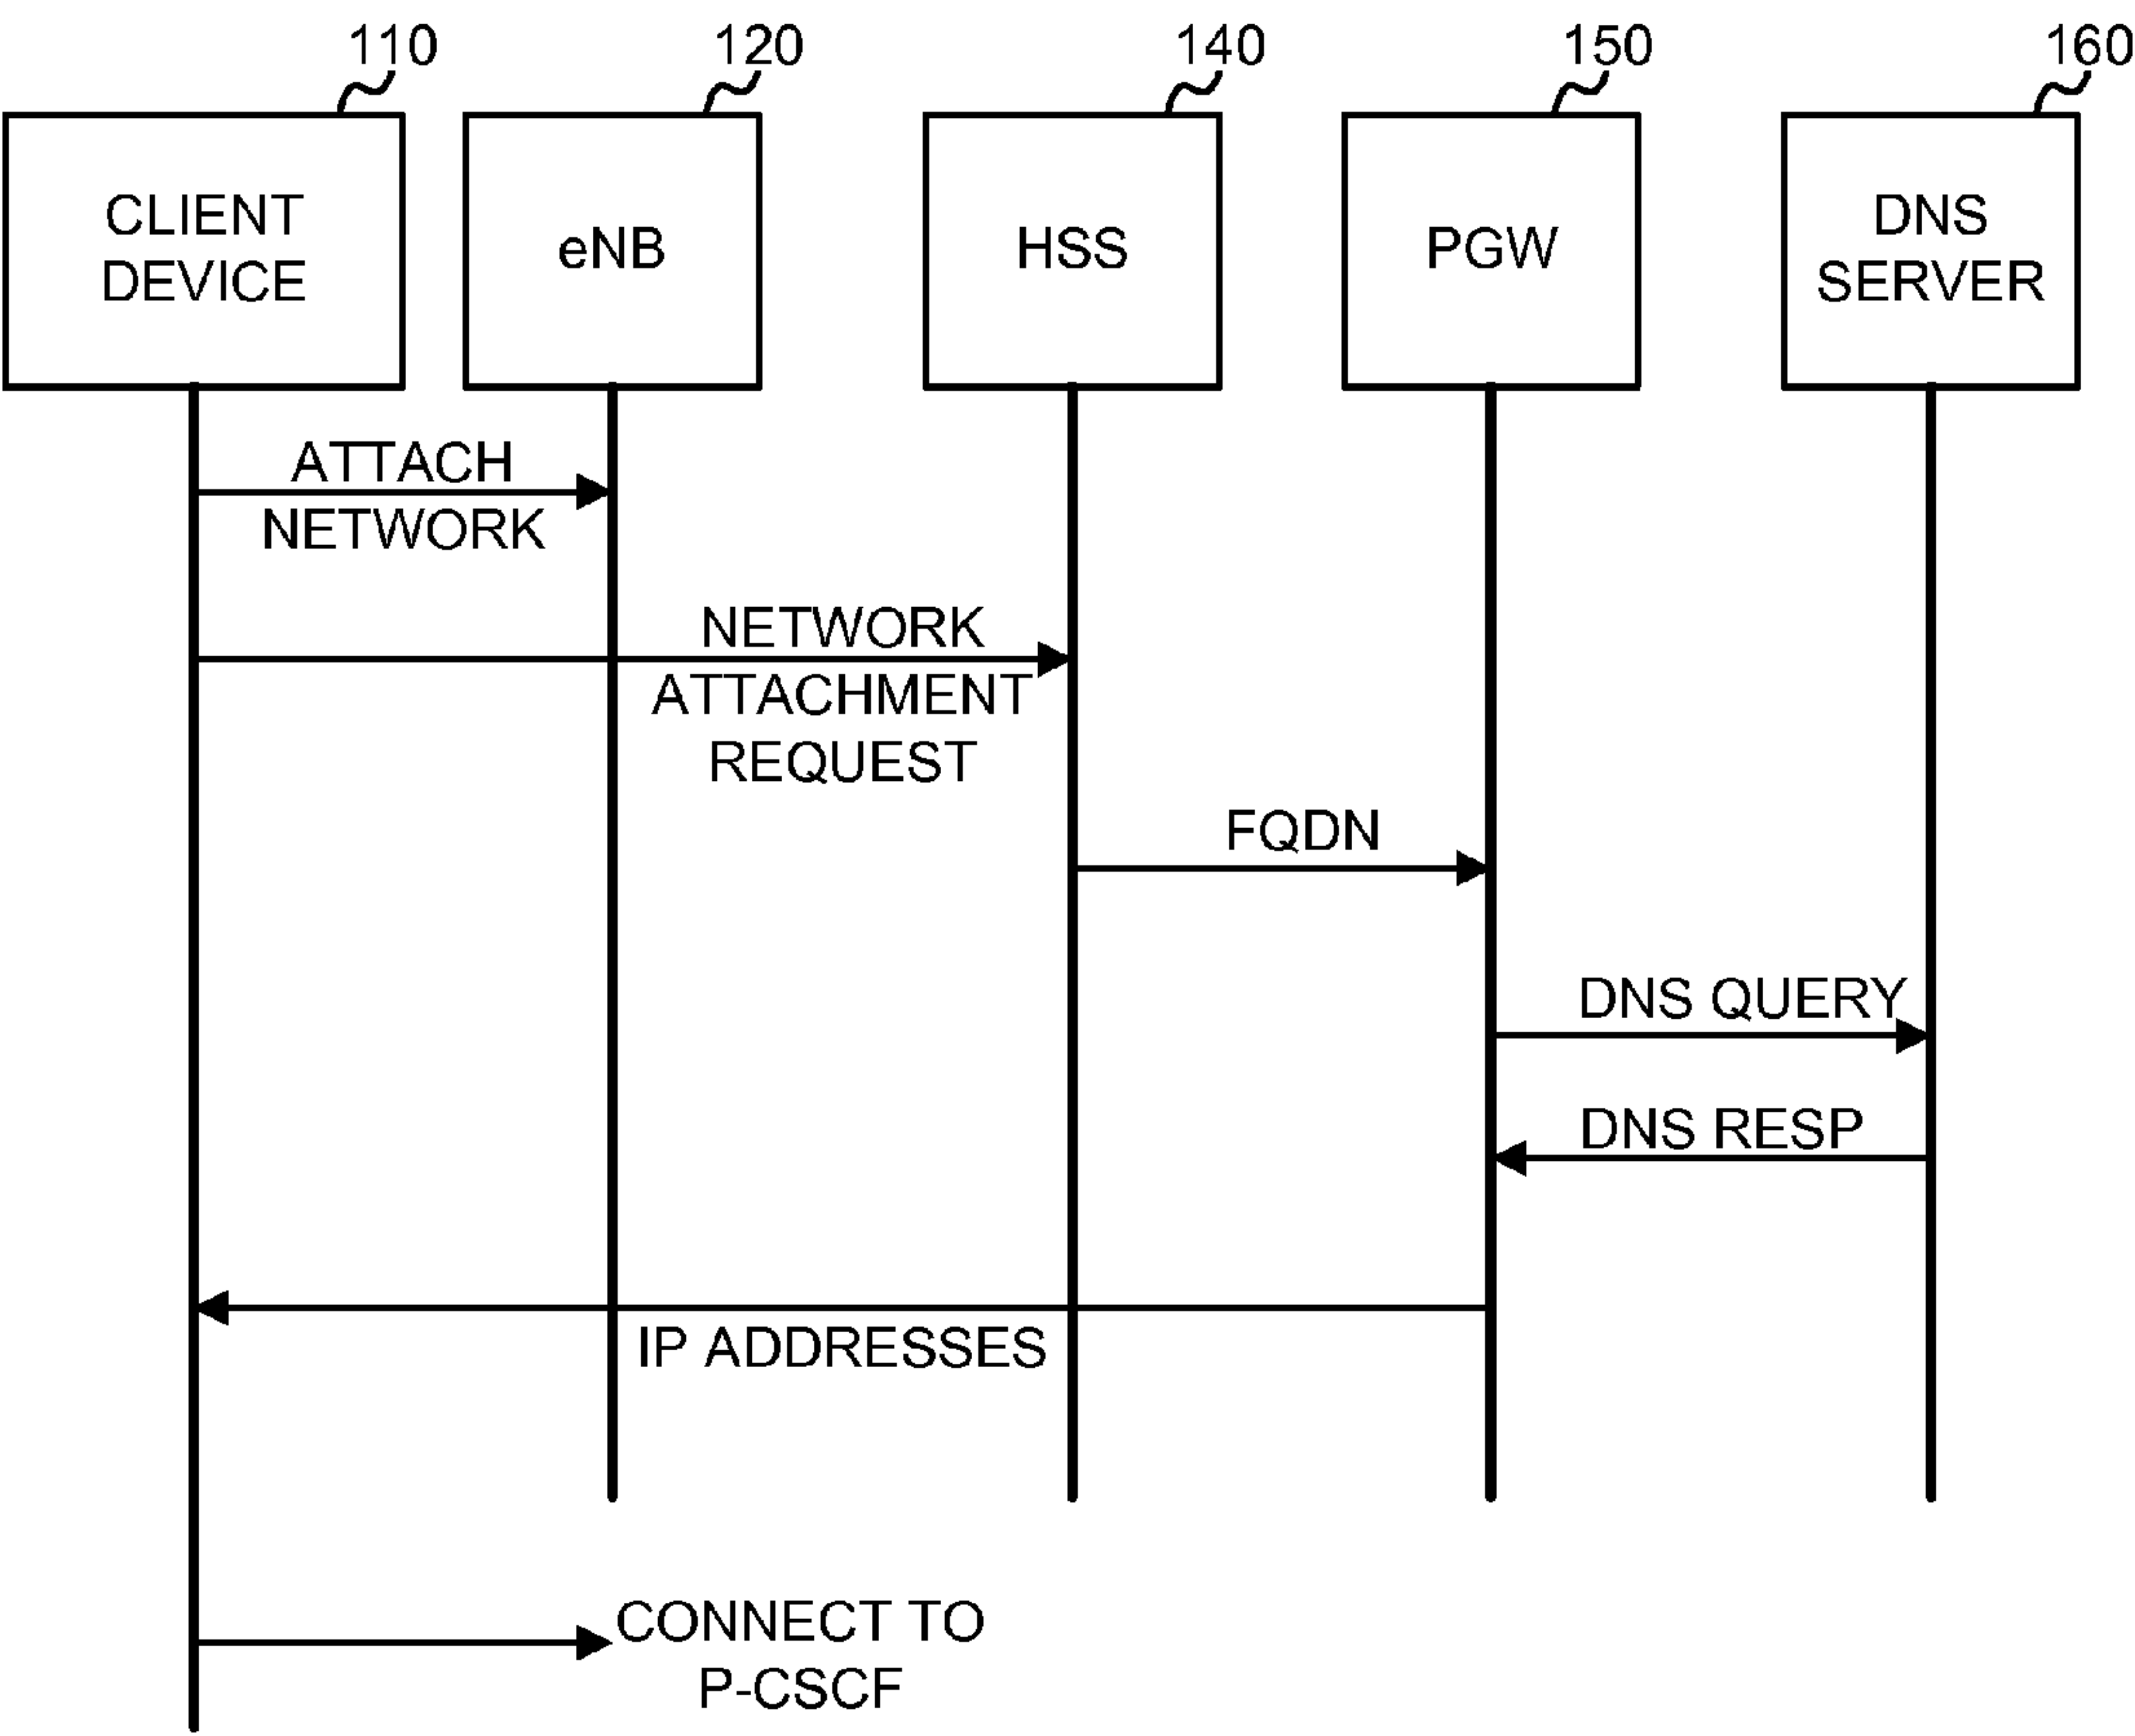 110
120
140
150
160
CLIENT
DEVICE
eNB
HSS
PGW
DNS
SERVER
ATTACH
NETWORK
NETWORK
ATTACHMENT
REQUEST
FQDN
DNS QUERY
DNS RESP
IP ADDRESSES
CONNECT TO
P-CSCF